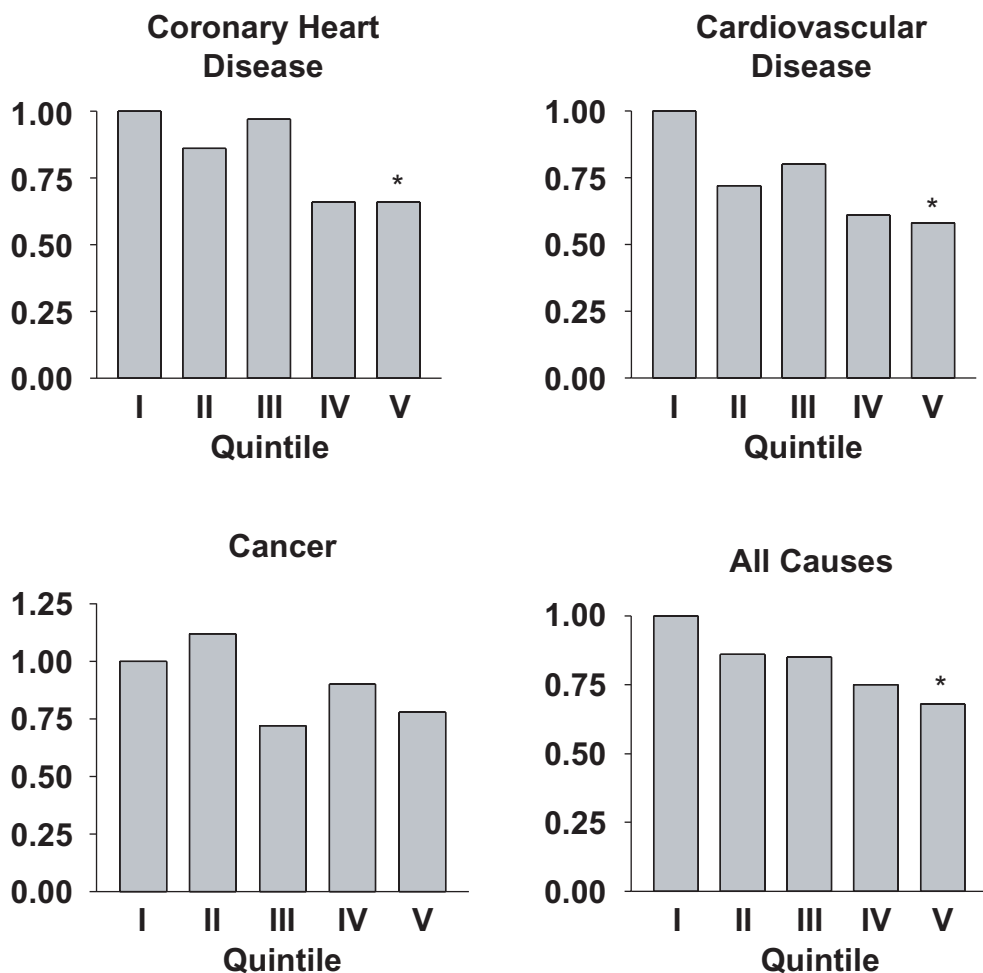 Coronary Heart
Disease
1.00
0.75
*
0.50
0.25
0.00
I II III IV V
Quintile
Cardiovascular
Disease
1.00
0.75
*
0.50
0.25
0.00
I II III IV V
Quintile
Cancer
1.25
1.00
0.75
0.50
0.25
0.00
I II III IV V
Quintile
All Causes
1.00
0.75
*
0.50
0.25
0.00
I II III IV V
Quintile